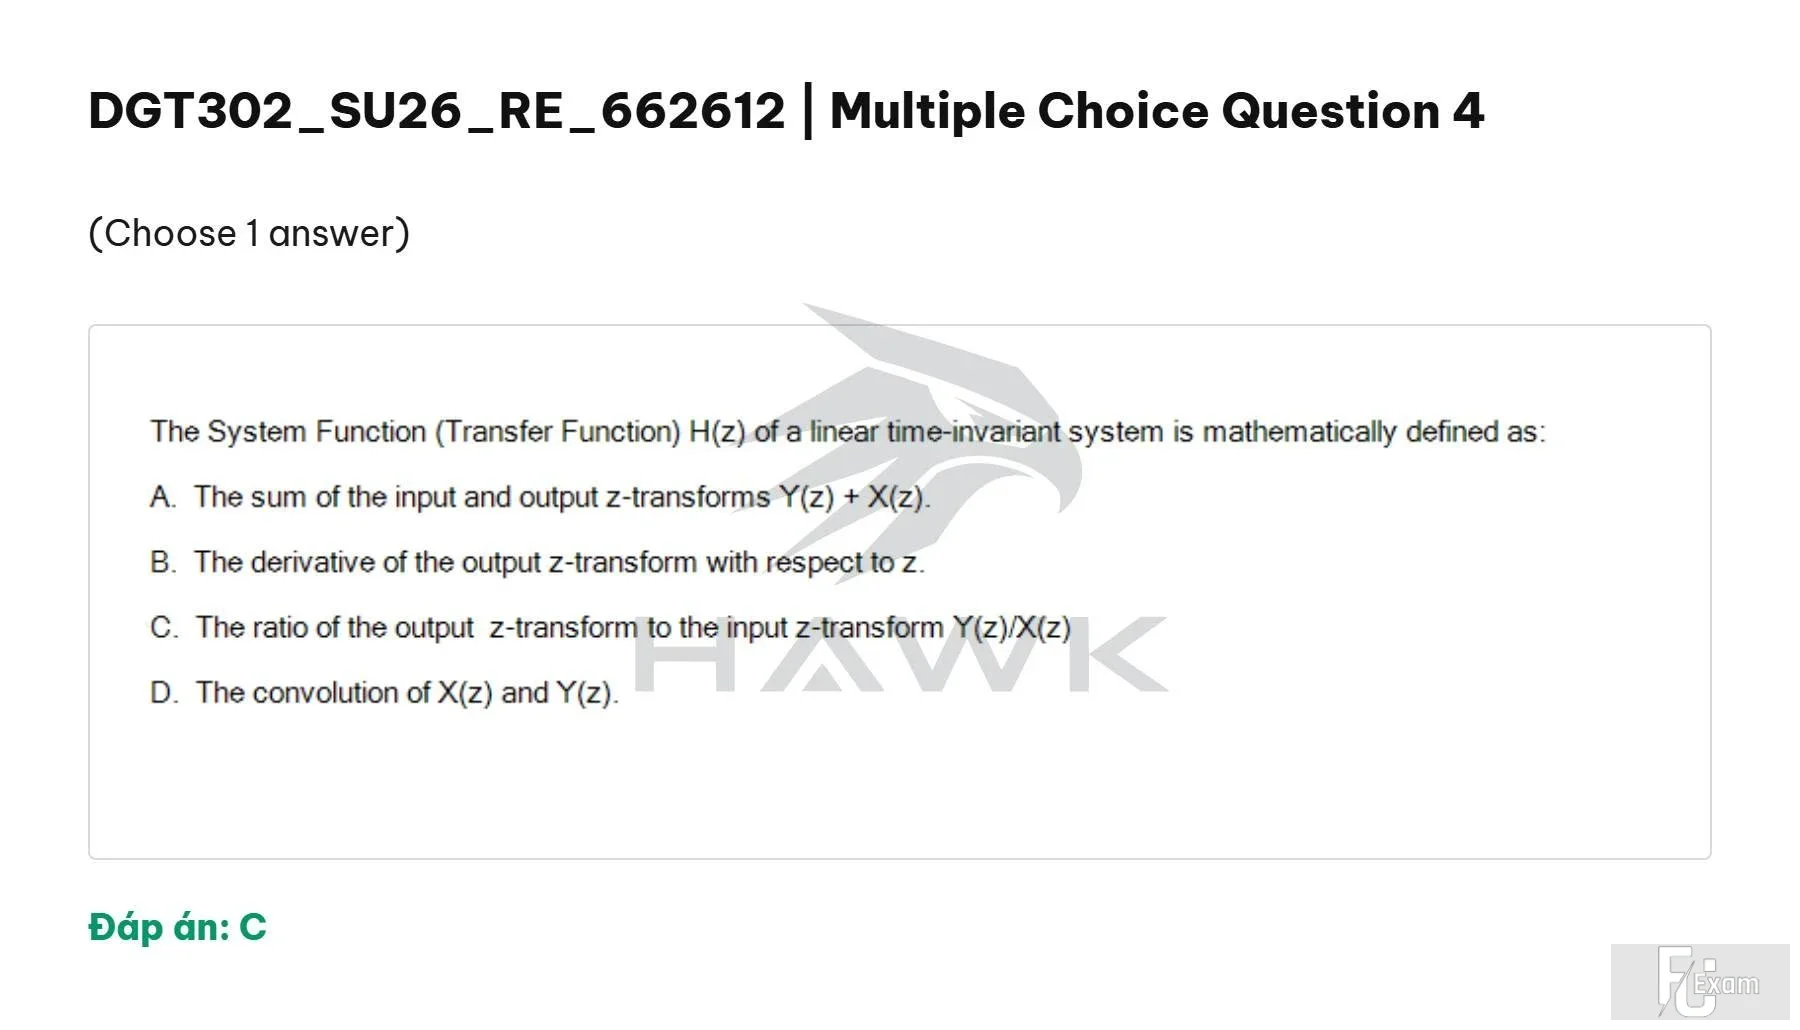 DGT302_SU26_RE_662612 | Multiple Choice Question 4
(Choose 1 answer)
The System Function (Transfer Function) H(z) of a linear time-invariant system is mathematically defined as:
A. The sum of the input and output z-transforms Y(z) + X(z).
B. The derivative of the output z-transform with respect to z.
C. The ratio of the output z-transform to the input z-transform Y(z)/X(z)
D. The convolution of X(z) and Y(z).
HAWK
Đáp án: C
FC Exam